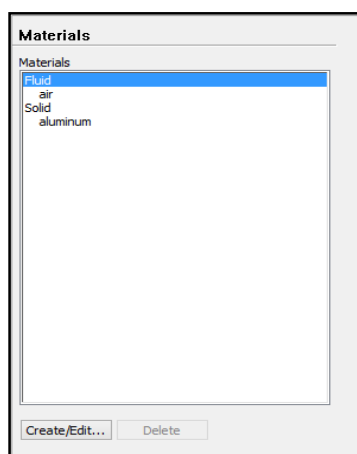 Materials
Materials
Fluid
air
Solid
aluminum
Create/Edit... Delete